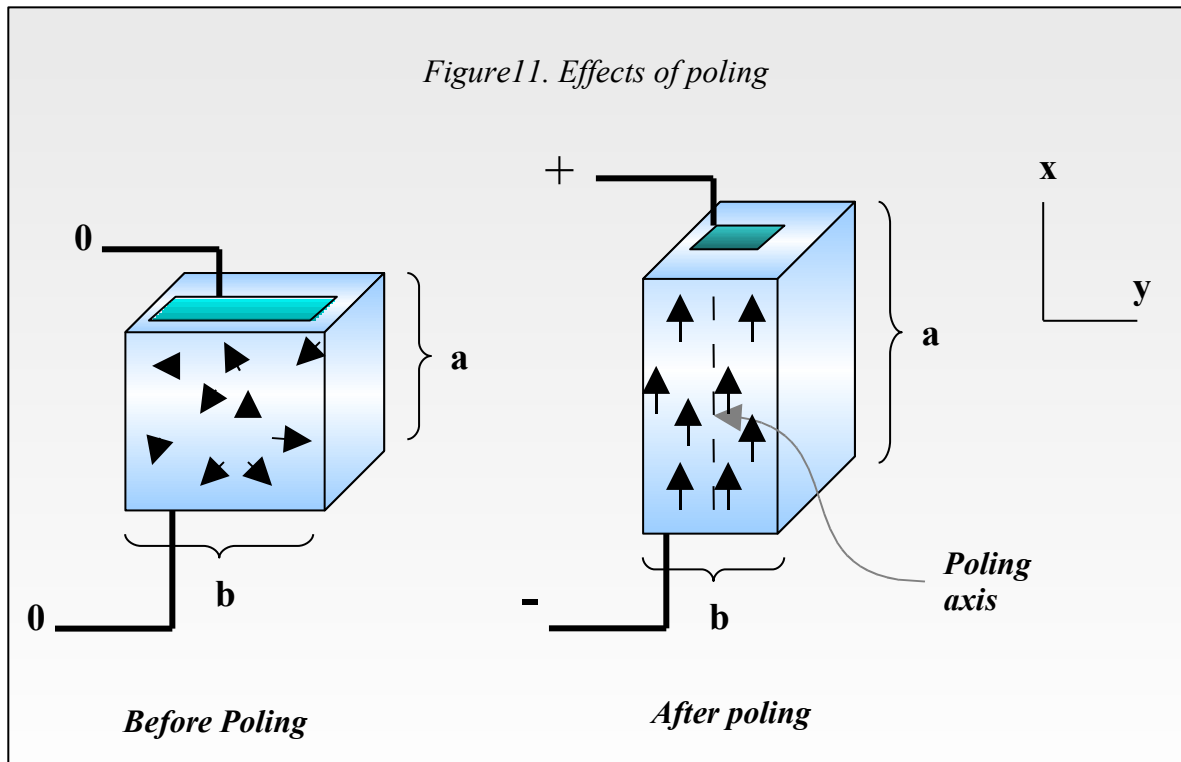 Figure11. Effects of poling
0
a
b
0
Before Poling
+
a
b
-
Poling
axis
After poling
x
y